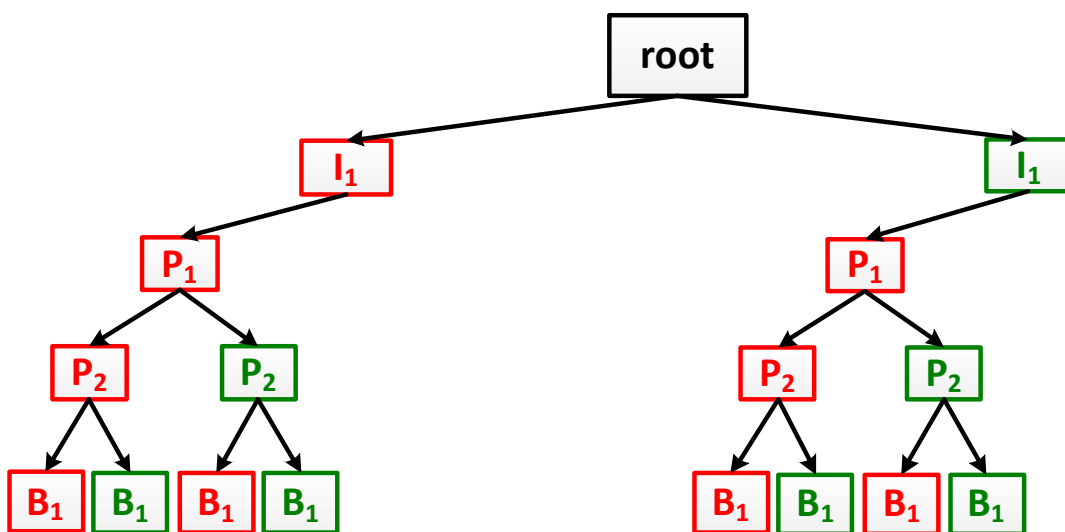 root
I₁ I₁
P₁ P₁
P₂ P₂ P₂ P₂
B₁ B₁ B₁ B₁ B₁ B₁ B₁ B₁